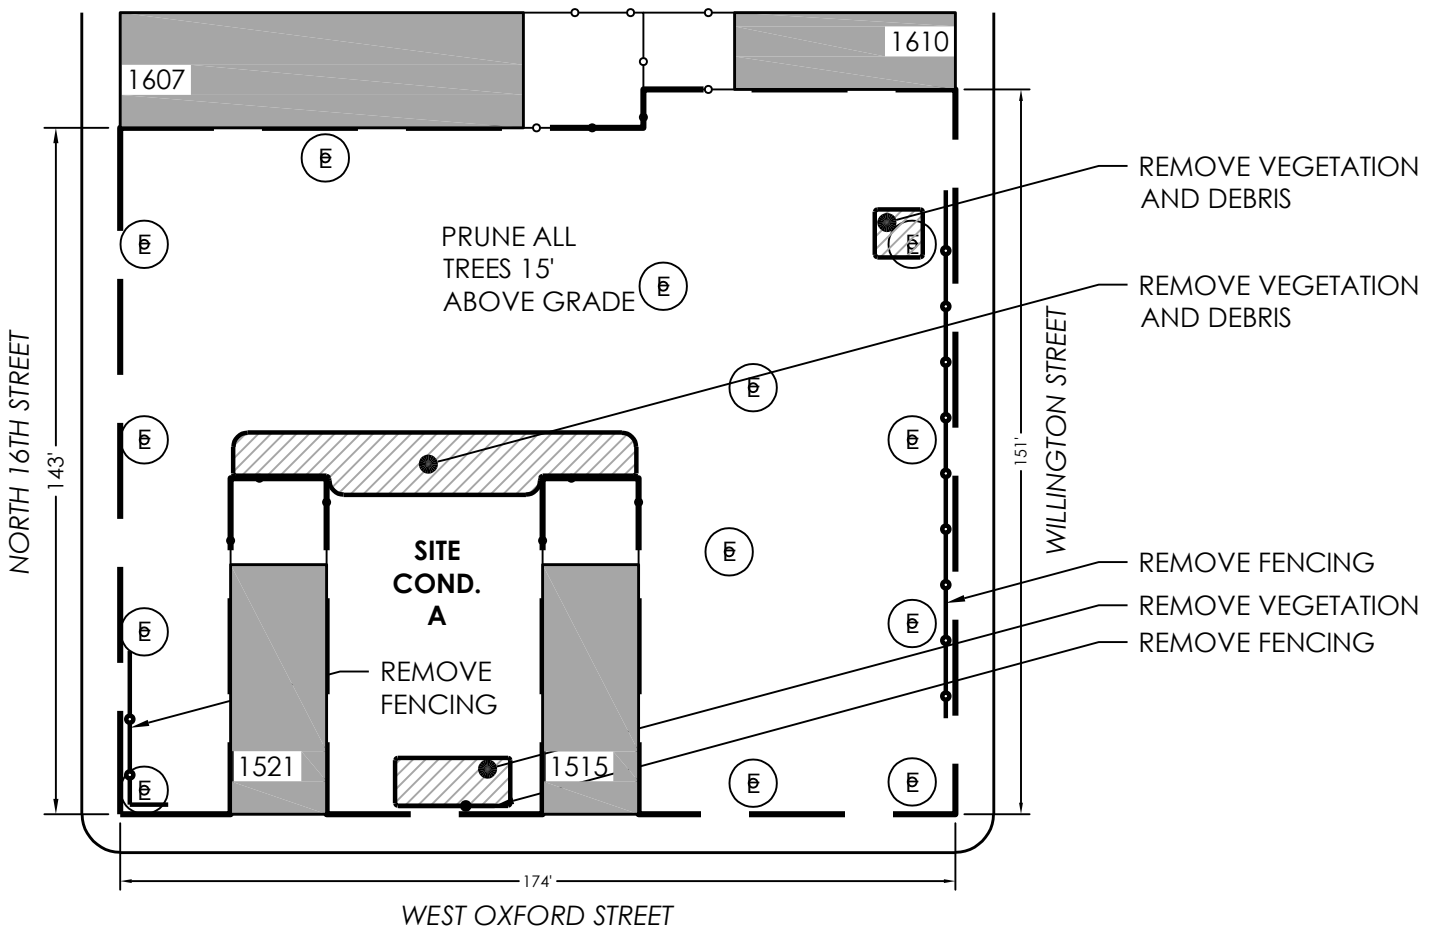 1607
1610
REMOVE VEGETATION
AND DEBRIS
PRUNE ALL
TREES 15'
ABOVE GRADE
REMOVE VEGETATION
AND DEBRIS
NORTH 16TH STREET
143'
151'
WILLINGTON STREET
SITE
COND.
A
REMOVE FENCING
REMOVE VEGETATION
REMOVE FENCING
REMOVE
FENCING
1521
1515
174'
WEST OXFORD STREET